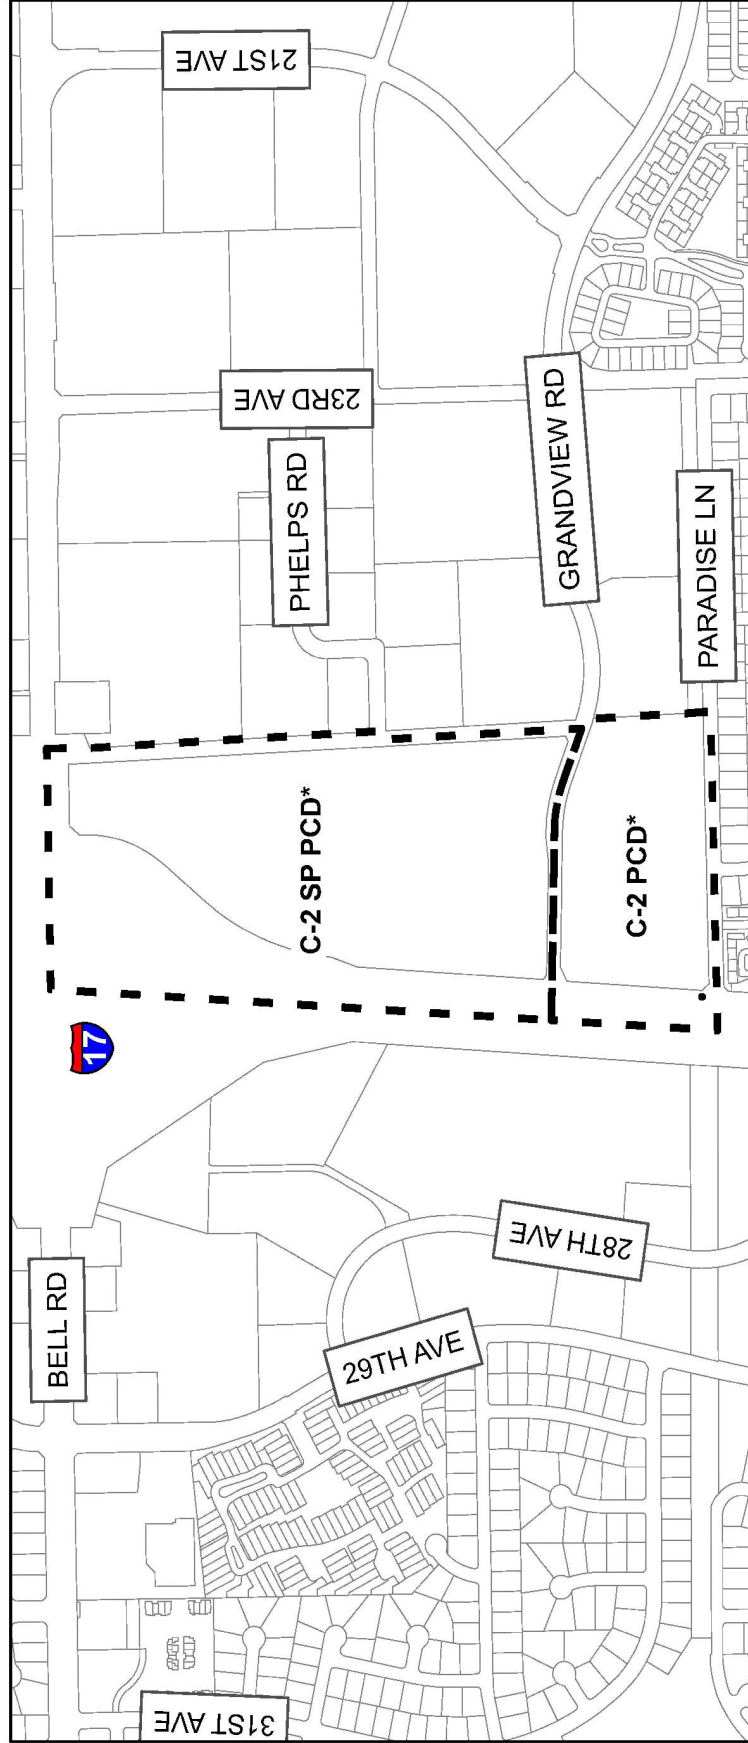 BELL RD
31ST AVE
29TH AVE
28TH AVE
17
C-2 SP PCD*
C-2 PCD*
PHELPS RD
23RD AVE
21ST AVE
GRANDVIEW RD
PARADISE LN